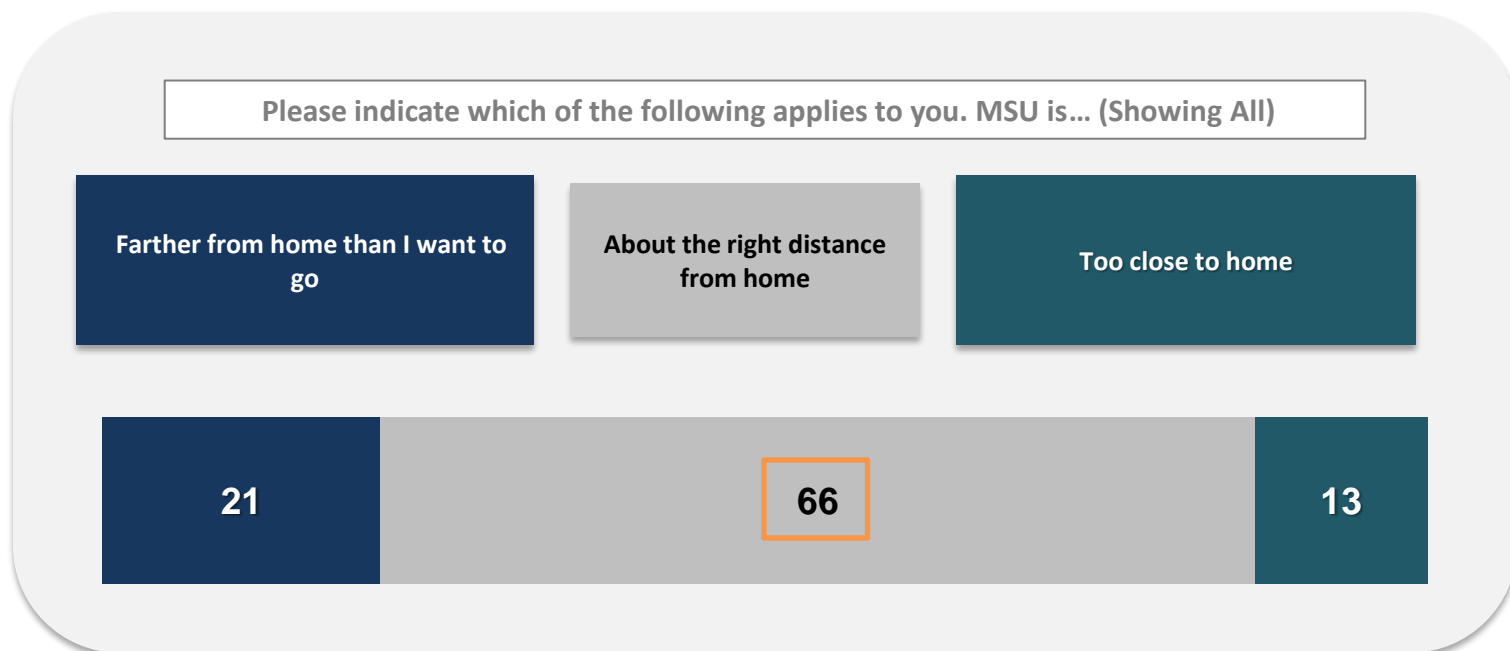 Please indicate which of the following applies to you. MSU is… (Showing All)
Farther from home than I want to
go
About the right distance
from home
Too close to home
21
66
13